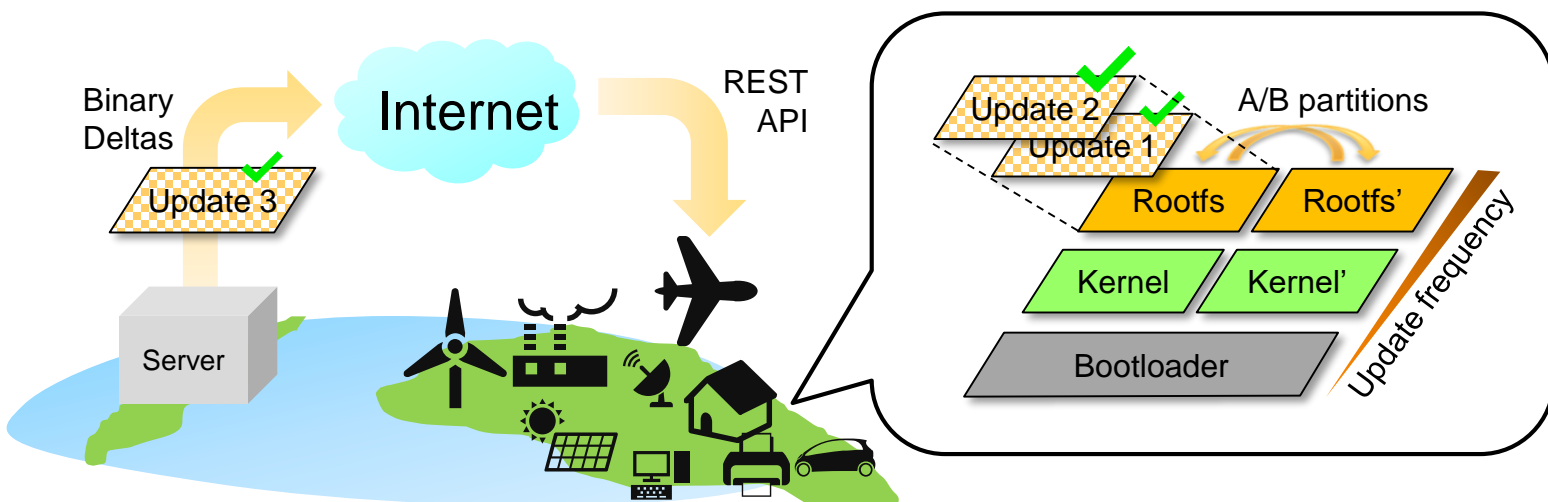 Binary
Deltas
Internet
REST
API
Update 3
Server
Update 2
Update 1
A/B partitions
Rootfs
Rootfs’
Kernel
Kernel’
Bootloader
Update frequency